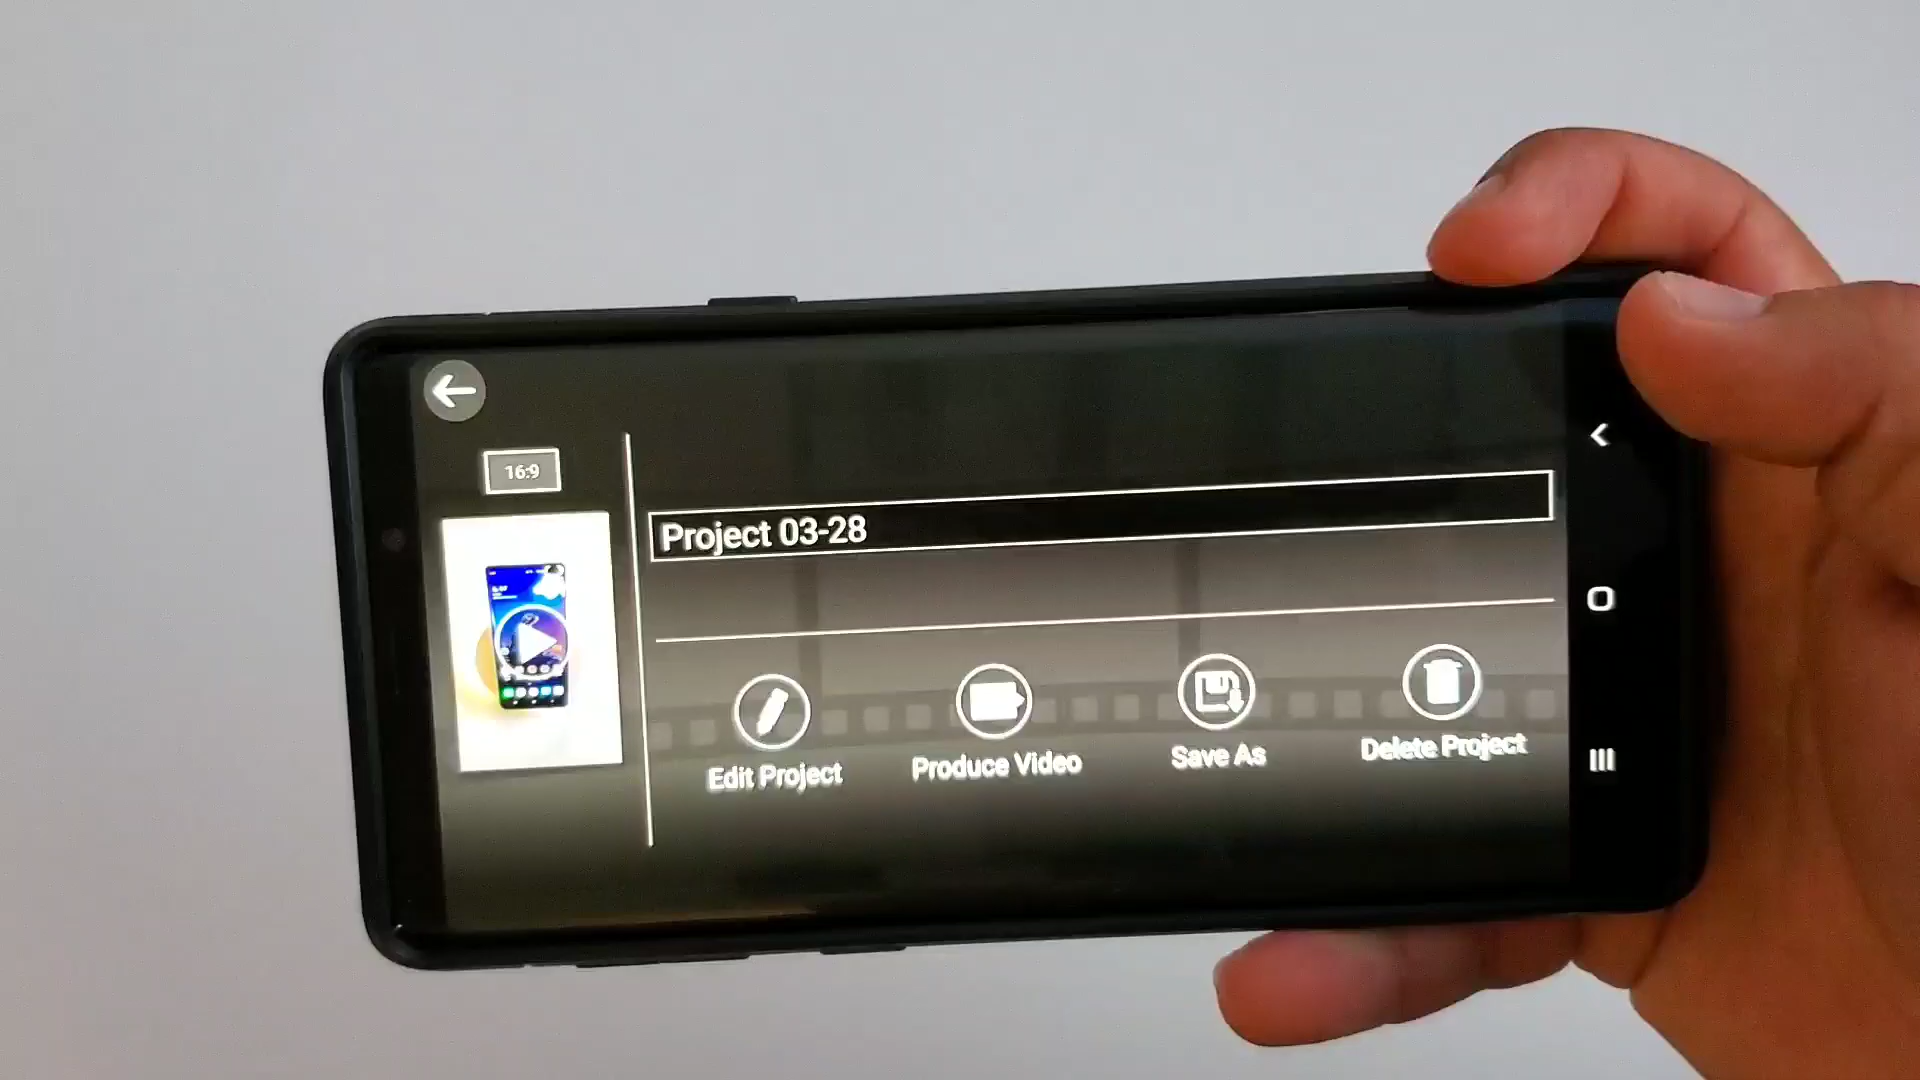 16:9
Project 03-28
Edit Project
Produce Video
Save As
Delete Project